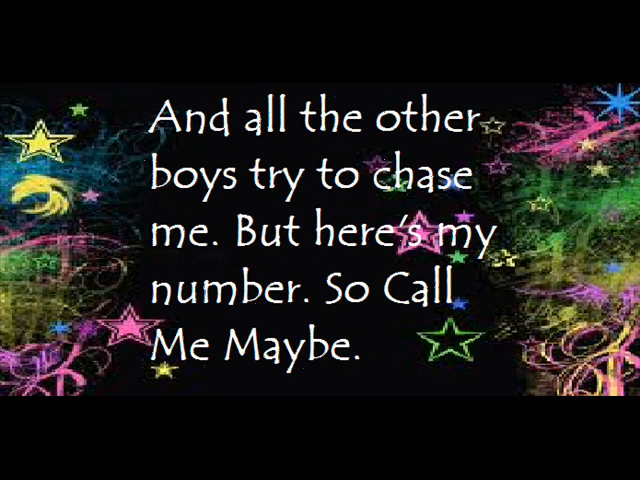 And all the other
boys try to chase
me. But here's my
number. So Call
Me Maybe.